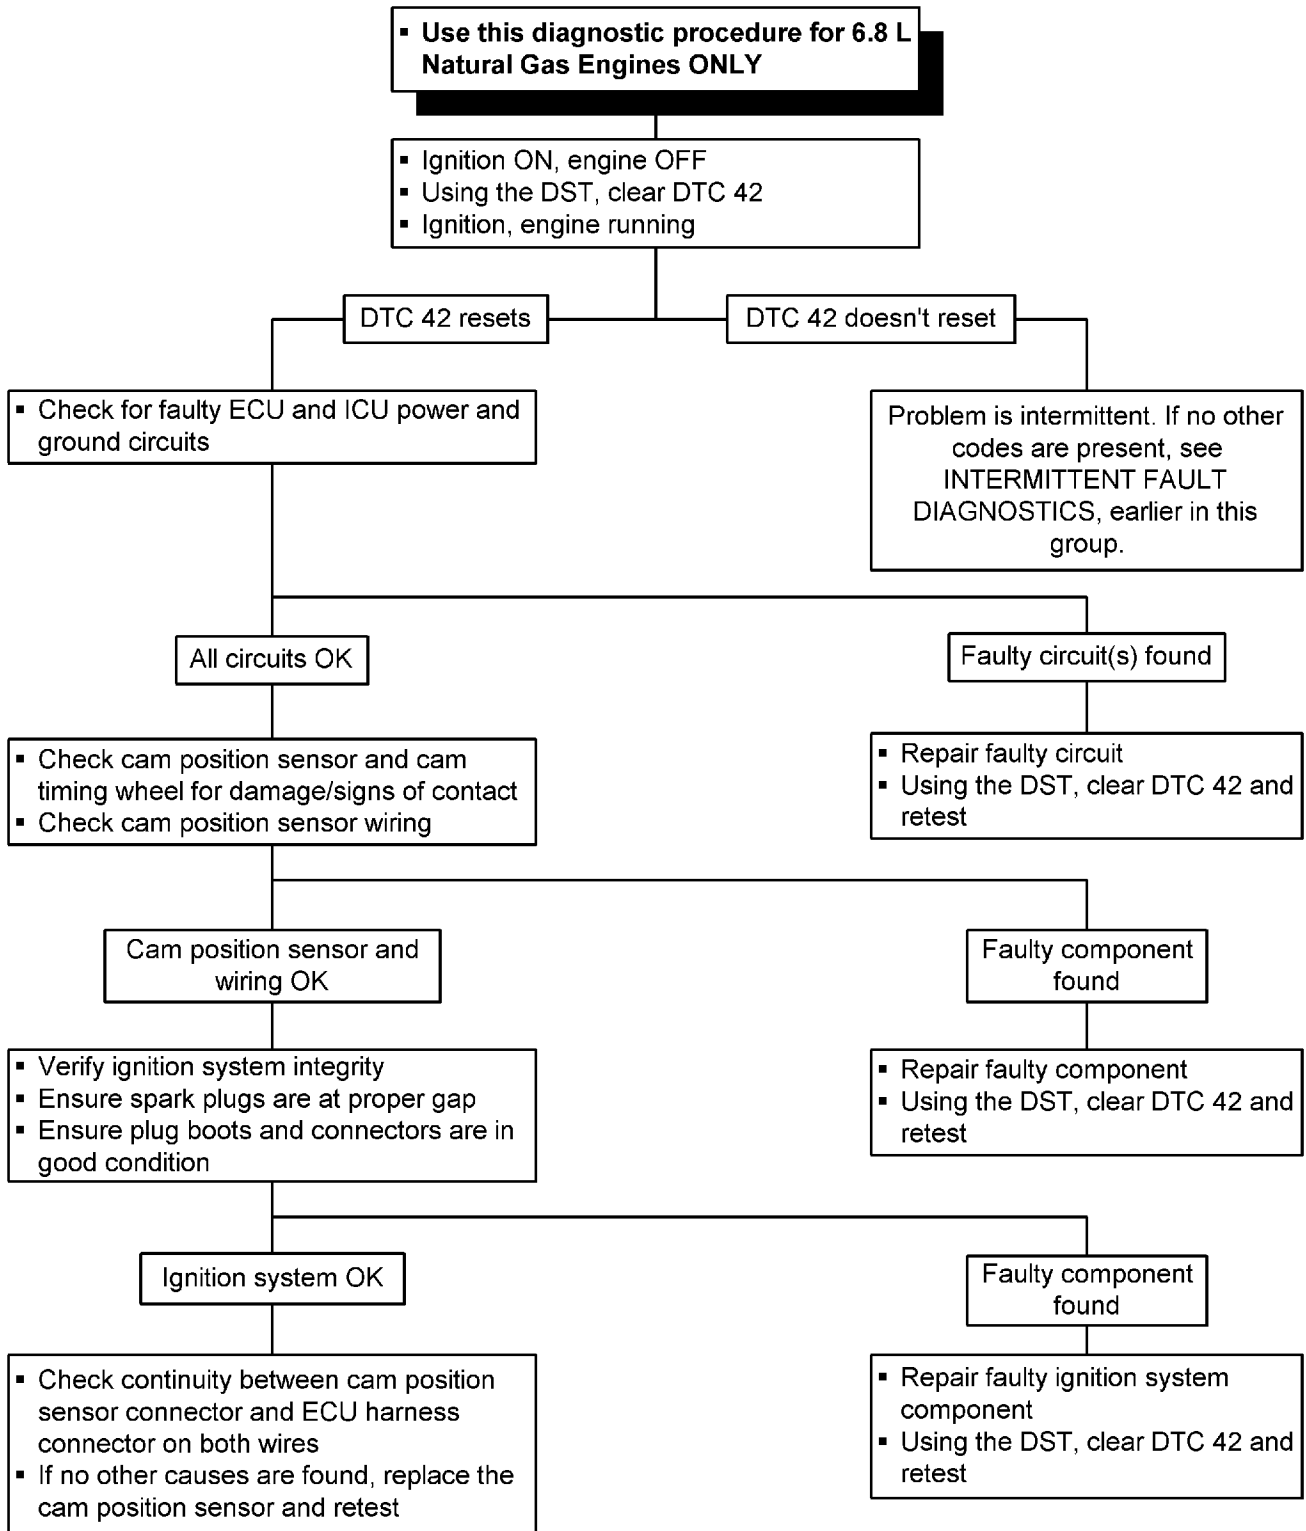 ▪ Use this diagnostic procedure for 6.8 L
Natural Gas Engines ONLY
▪ Ignition ON, engine OFF
▪ Using the DST, clear DTC 42
▪ Ignition, engine running
DTC 42 resets
DTC 42 doesn't reset
▪ Check for faulty ECU and ICU power and
ground circuits
Problem is intermittent. If no other
codes are present, see
INTERMITTENT FAULT
DIAGNOSTICS, earlier in this
group.
All circuits OK
Faulty circuit(s) found
▪ Check cam position sensor and cam
timing wheel for damage/signs of contact
▪ Check cam position sensor wiring
▪ Repair faulty circuit
▪ Using the DST, clear DTC 42 and
retest
Cam position sensor and
wiring OK
Faulty component
found
▪ Verify ignition system integrity
▪ Ensure spark plugs are at proper gap
▪ Ensure plug boots and connectors are in
good condition
▪ Repair faulty component
▪ Using the DST, clear DTC 42 and
retest
Ignition system OK
Faulty component
found
▪ Check continuity between cam position
sensor connector and ECU harness
connector on both wires
▪ If no other causes are found, replace the
cam position sensor and retest
▪ Repair faulty ignition system
component
▪ Using the DST, clear DTC 42 and
retest